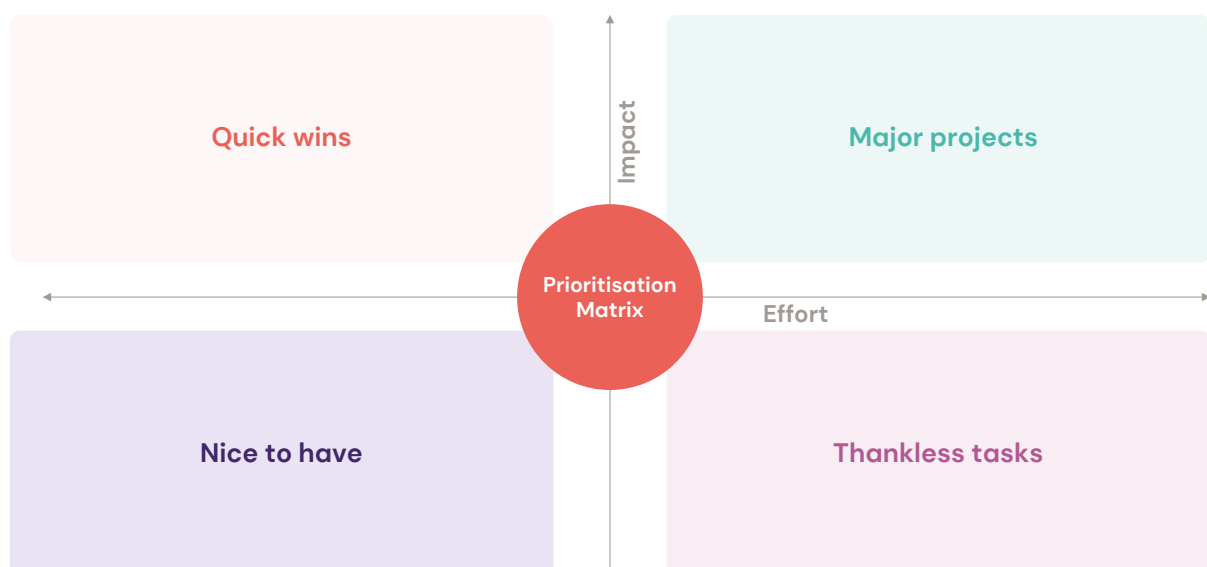 Quick wins
Impact
Major projects
Prioritisation
Matrix
Effort
Nice to have
Thankless tasks